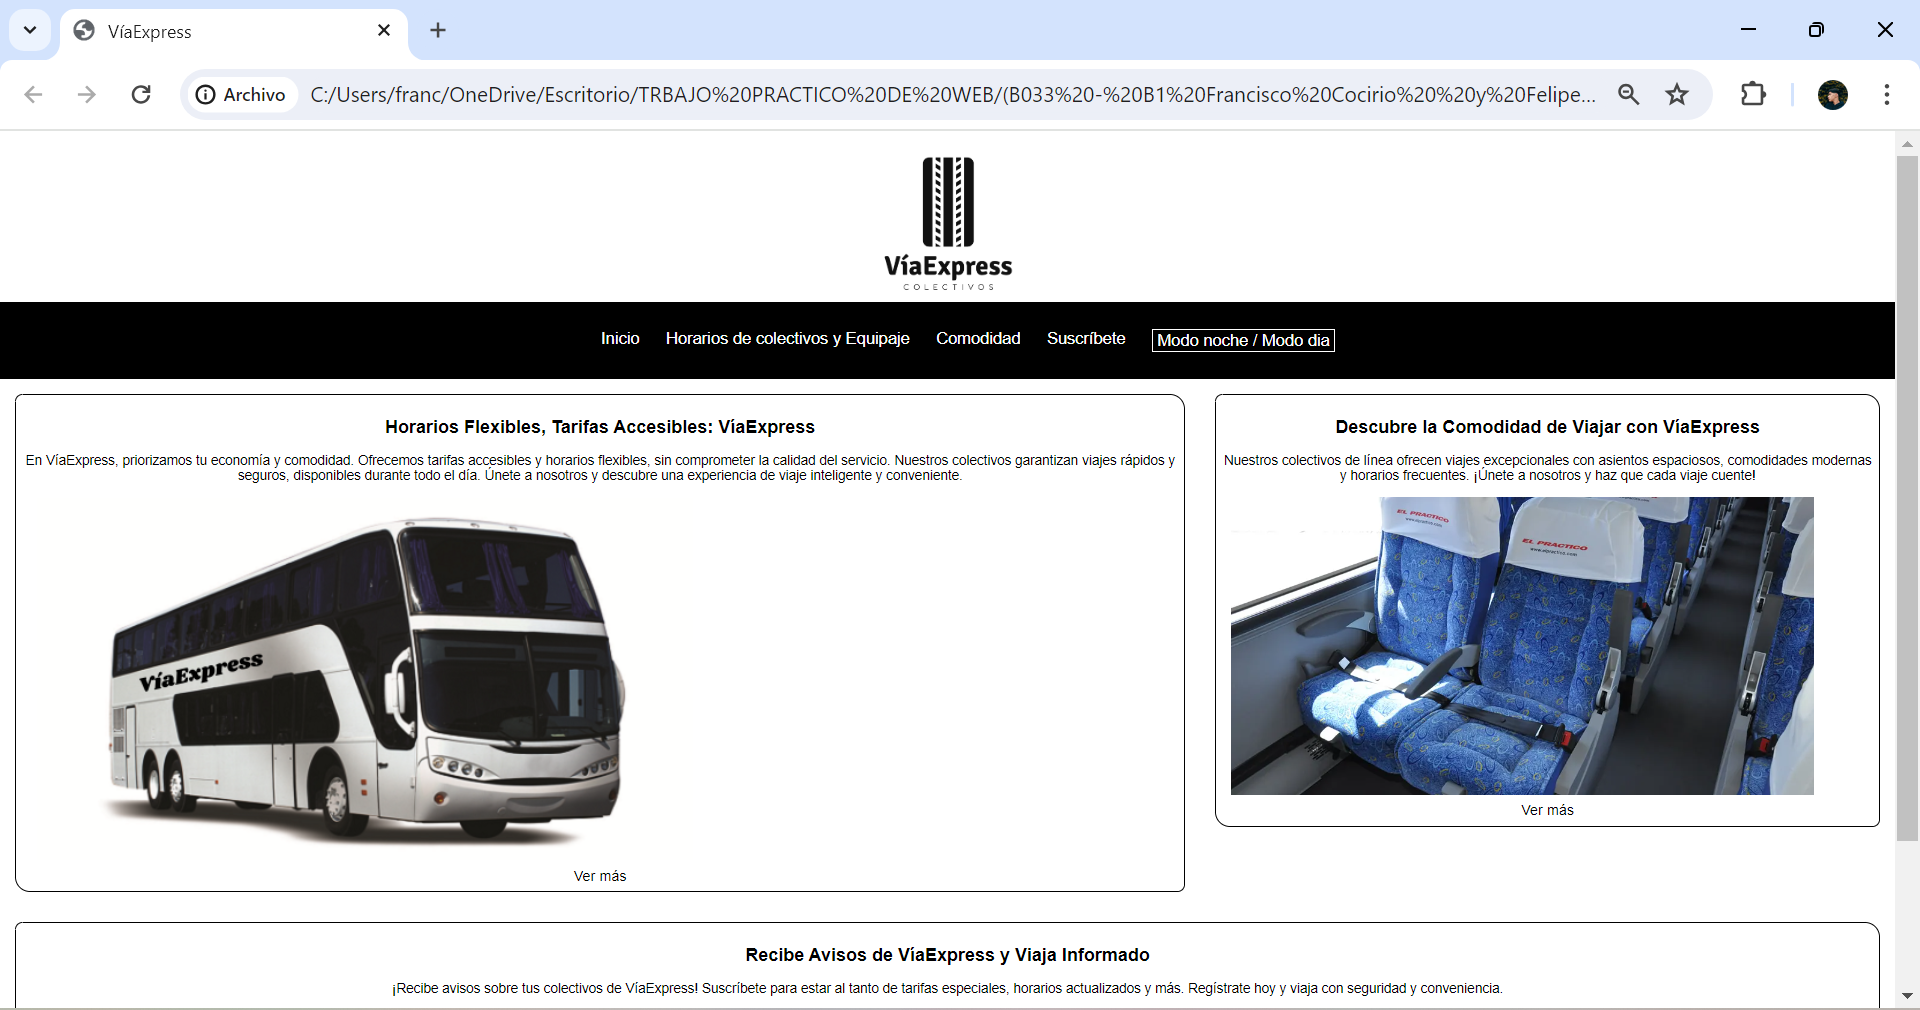 VíaExpress
Archivo
C:/Users/franc/OneDrive/Escritorio/TRBAJO%20PRACTICO%20DE%20WEB/(B033%20-%20B1%20Francisco%20Cocirio%20%20y%20Felipe...
VíaExpress
COLECTIVOS
Inicio
Horarios de colectivos y Equipaje
Comodidad
Suscríbete
Modo noche / Modo dia
Horarios Flexibles, Tarifas Accesibles: VíaExpress
En VíaExpress, priorizamos tu economía y comodidad. Ofrecemos tarifas accesibles y horarios flexibles, sin comprometer la calidad del servicio. Nuestros colectivos garantizan viajes rápidos y
seguros, disponibles durante todo el día. Únete a nosotros y descubre una experiencia de viaje inteligente y conveniente.
VíaExpress
Ver más
Descubre la Comodidad de Viajar con VíaExpress
Nuestros colectivos de línea ofrecen viajes excepcionales con asientos espaciosos, comodidades modernas
y horarios frecuentes. ¡Únete a nosotros y haz que cada viaje cuente!
EL PRACTICO
www.elpractico.com
EL PRACTICO
www.elpractico.com
Ver más
Recibe Avisos de VíaExpress y Viaja Informado
¡Recibe avisos sobre tus colectivos de VíaExpress! Suscríbete para estar al tanto de tarifas especiales, horarios actualizados y más. Regístrate hoy y viaja con seguridad y conveniencia.